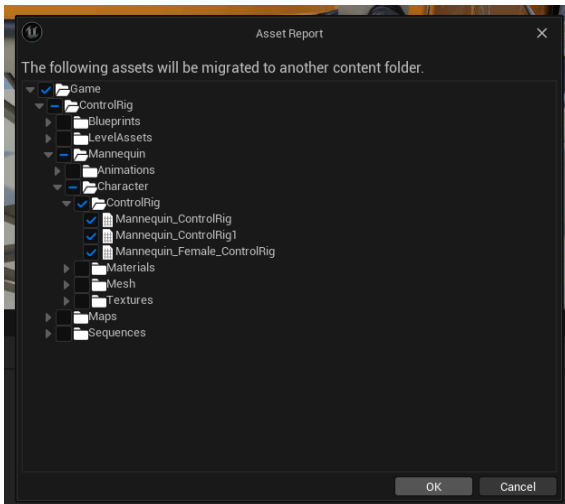 Asset Report
The following assets will be migrated to another content folder.
Game
ControlRig
Blueprints
LevelAssets
Mannequin
Animations
Character
ControlRig
Mannequin_ControlRig
Mannequin_ControlRig1
Mannequin_Female_ControlRig
Materials
Mesh
Textures
Maps
Sequences
OK Cancel